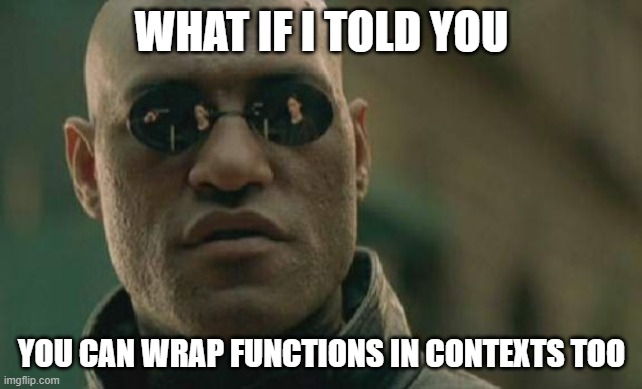 WHAT IF I TOLD YOU
YOU CAN WRAP FUNCTIONS IN CONTEXTS TOO
imgflip.com